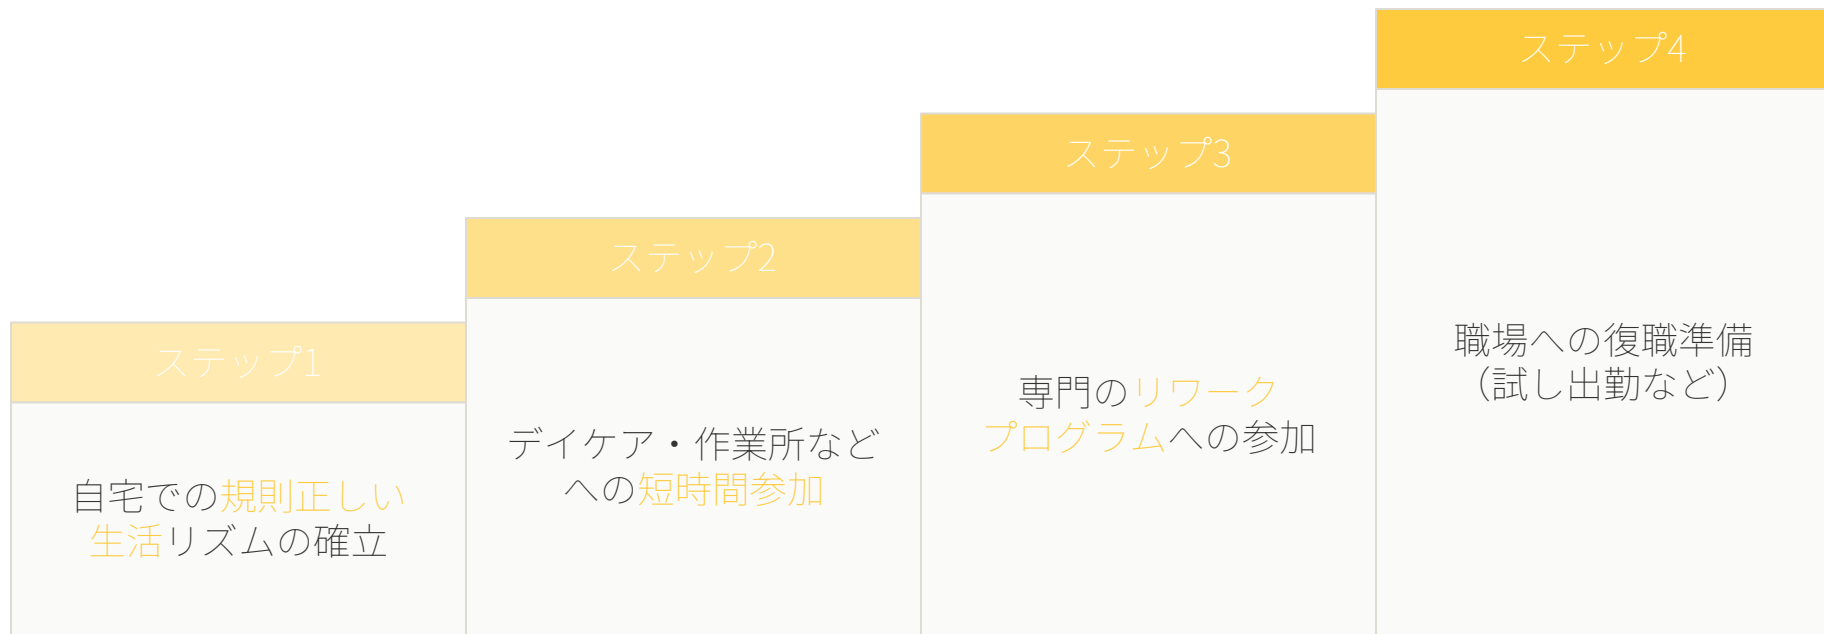 ステップ1
自宅での規則正しい
生活リズムの確立
ステップ2
デイケア・作業所など
への短時間参加
ステップ3
専門のリワーク
プログラムへの参加
ステップ4
職場への復職準備
（試し出勤など）